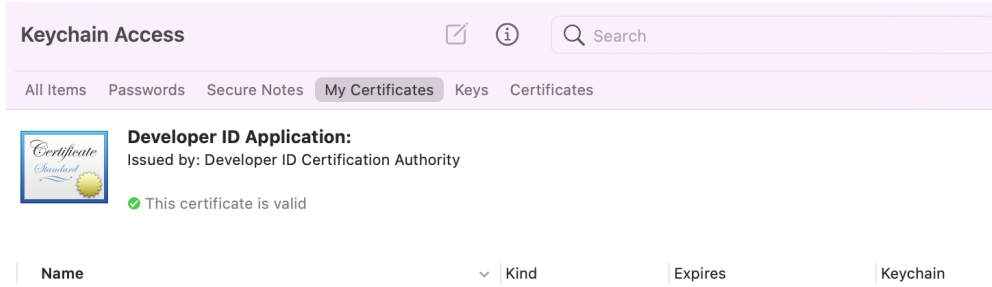 Keychain Access
Search
All Items Passwords Secure Notes My Certificates Keys Certificates
Certificate
Standard
Developer ID Application:
Issued by: Developer ID Certification Authority
This certificate is valid
Name Kind Expires Keychain